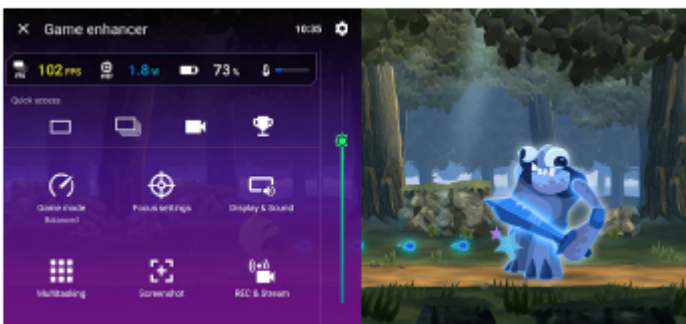 Game enhancer 10:35
102 FPS 1.8 W 73%
Quick access
Game mode Focus settings Display & Sound
Balanced
Multitasking Screenshot REC & Stream